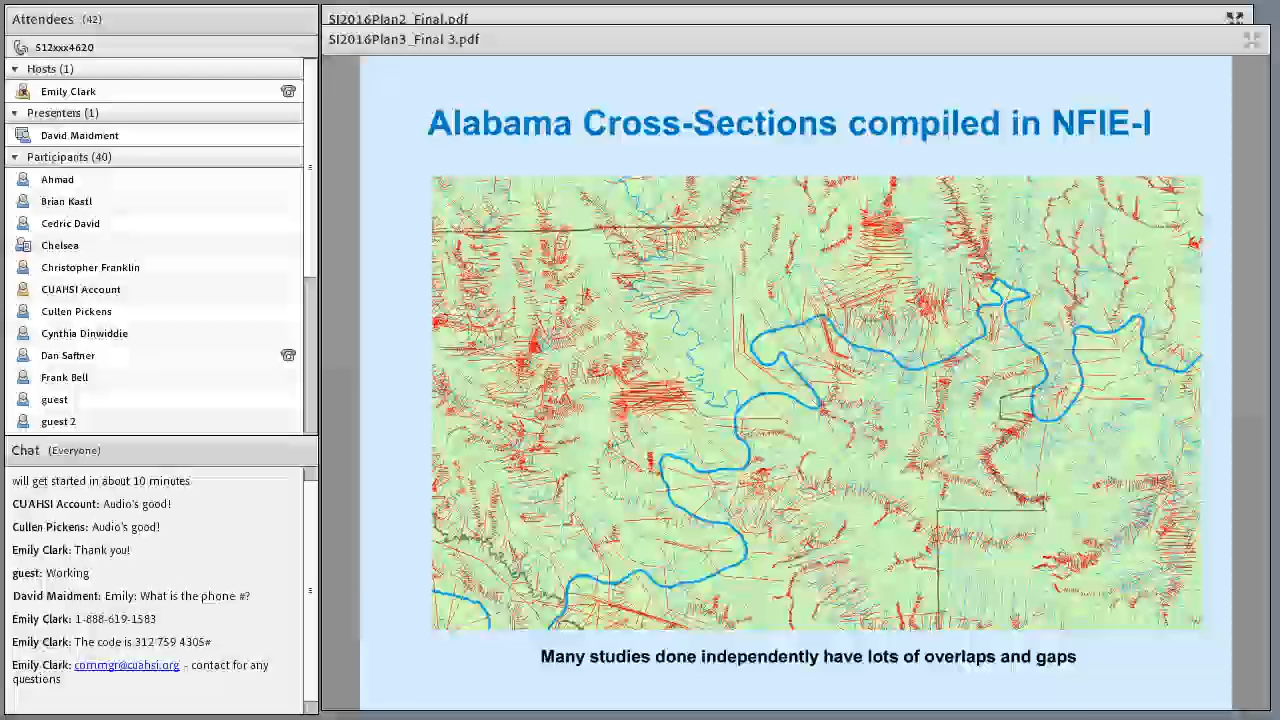 Attendees (42)
512xxx4620
Hosts (1)
Emily Clark
Presenters (1)
David Maidment
Participants (40)
Ahmad
Brian Kastl
Cedric David
Chelsea
Christopher Franklin
CUAHSI Account
Cullen Pickens
Cynthia Dinwiddie
Dan Saftner
Frank Bell
guest
guest 2
Chat (Everyone)
will get started in about 10 minutes
CUAHSI Account: Audio's good!
Cullen Pickens: Audio's good!
Emily Clark: Thank you!
guest: Working
David Maidment: Emily: What is the phone #?
Emily Clark: 1-888-619-1583
Emily Clark: The code is 312 759 4305#
Emily Clark: commgr@cuahsi.org - contact for any
questions
SI2016Plan2_Final.pdf
SI2016Plan3_Final 3.pdf
Alabama Cross-Sections compiled in NFIE-I
Many studies done independently have lots of overlaps and gaps